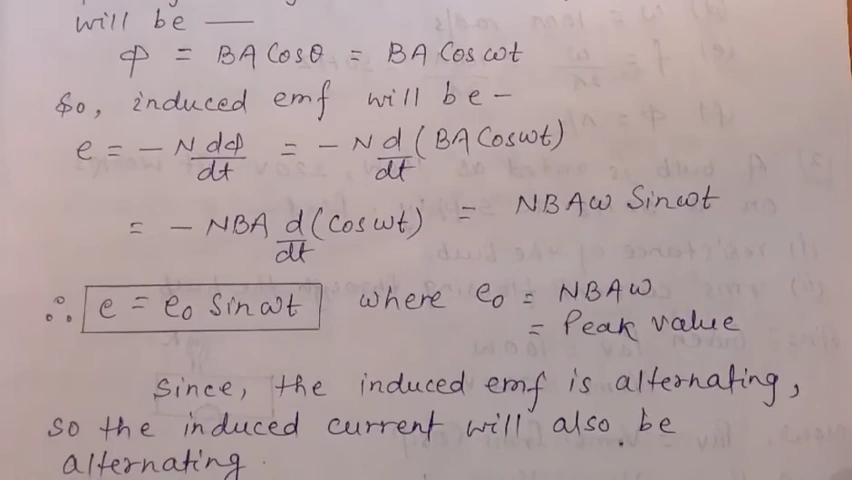 will be —
φ = BA Cosθ = BA Cos ωt
So, induced emf will be -
e = - N dφ/dt = - N d/dt (BA Cosωt)
= - NBA d/dt (Cos ωt) = NBAω Sinωt
∴ e = e₀ Sin ωt where e₀ = NBAω
= Peak value
Since, the induced emf is alternating,
so the induced current will also be
alternating.